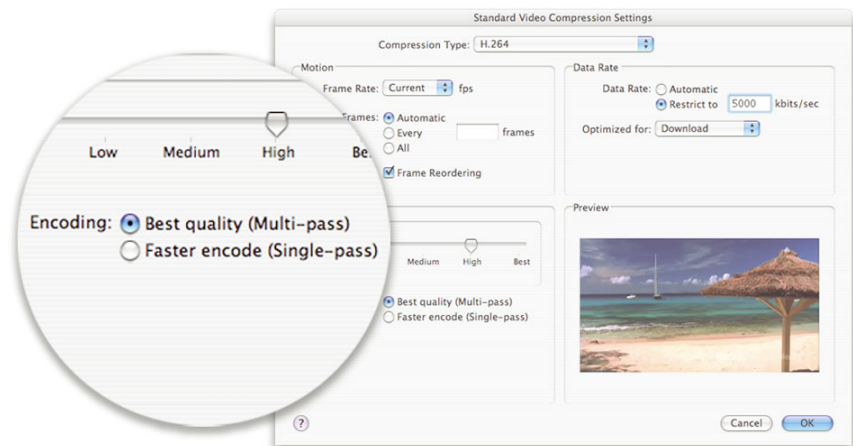 Standard Video Compression Settings
Compression Type: H.264
Motion
Frame Rate: Current fps
Frames: Automatic
Every frames
All
Frame Reordering
Data Rate
Data Rate: Automatic
Restrict to 5000 kbits/sec
Optimized for: Download
Low Medium High
Encoding: Best quality (Multi-pass)
Faster encode (Single-pass)
Medium High Best
Best quality (Multi-pass)
Faster encode (Single-pass)
Preview
?
Cancel OK